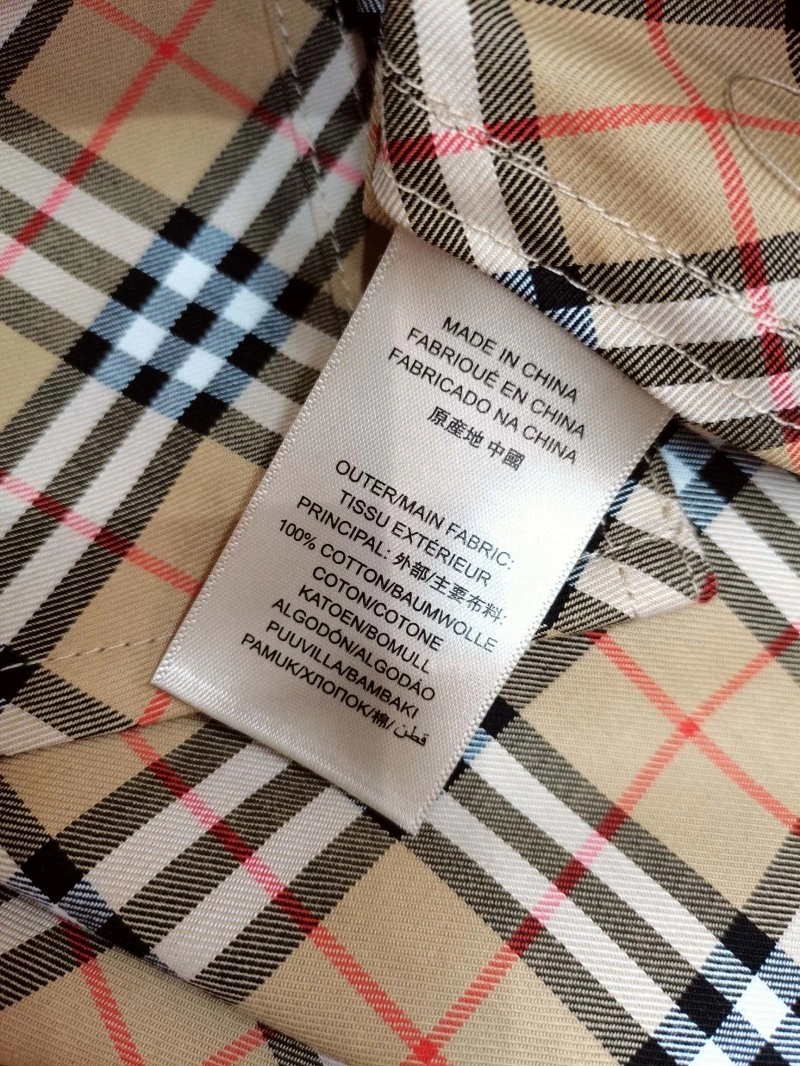 MADE IN CHINA
FABRIQUÉ EN CHINA
FABRICADO NA CHINA
原產地 中國
OUTER/MAIN FABRIC:
TISSU EXTÉRIEUR
PRINCIPAL: 外部/主要布料:
100% COTTON/BAUMWOLLE
COTON/COTONE
KATOEN/BOMULL
ALGODÓN/ALGODÃO
PUUVILLA/BAMBAKI
PAMUK/ХЛОПОК/棉/قطن